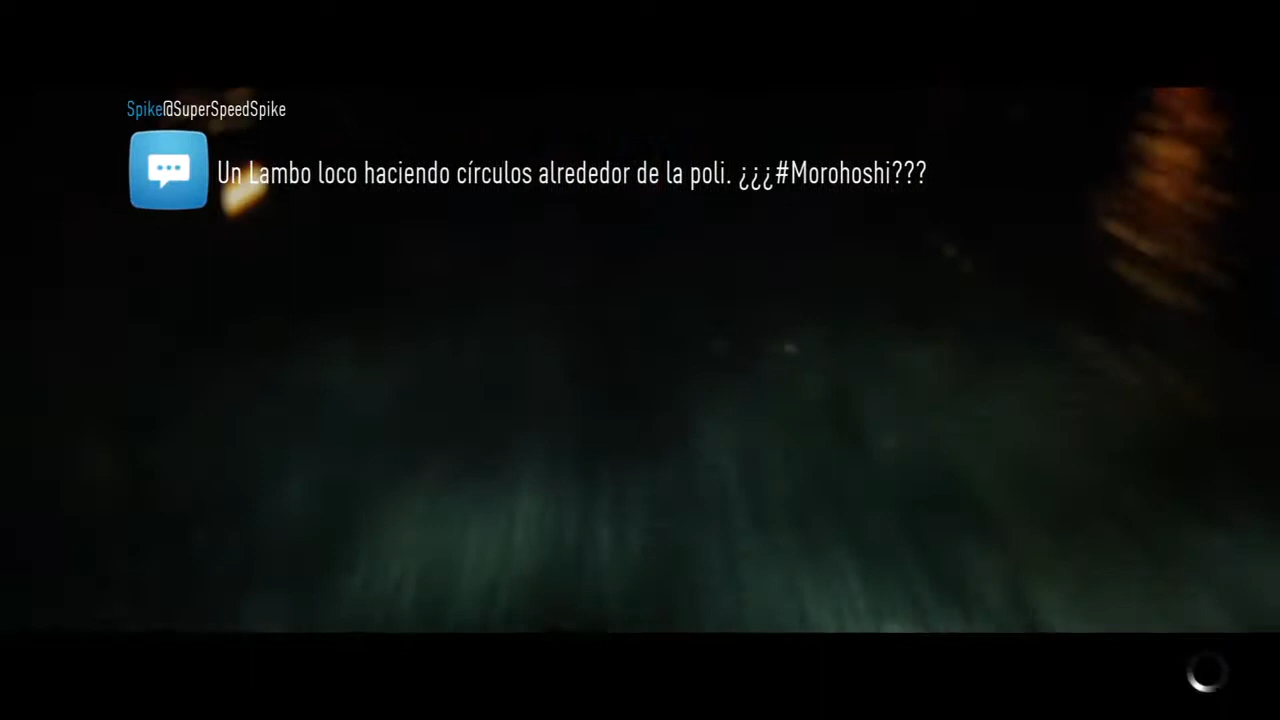 Spike@SuperSpeedSpike
Un Lambo loco haciendo círculos alrededor de la poli. ¿¿¿#Morohoshi???